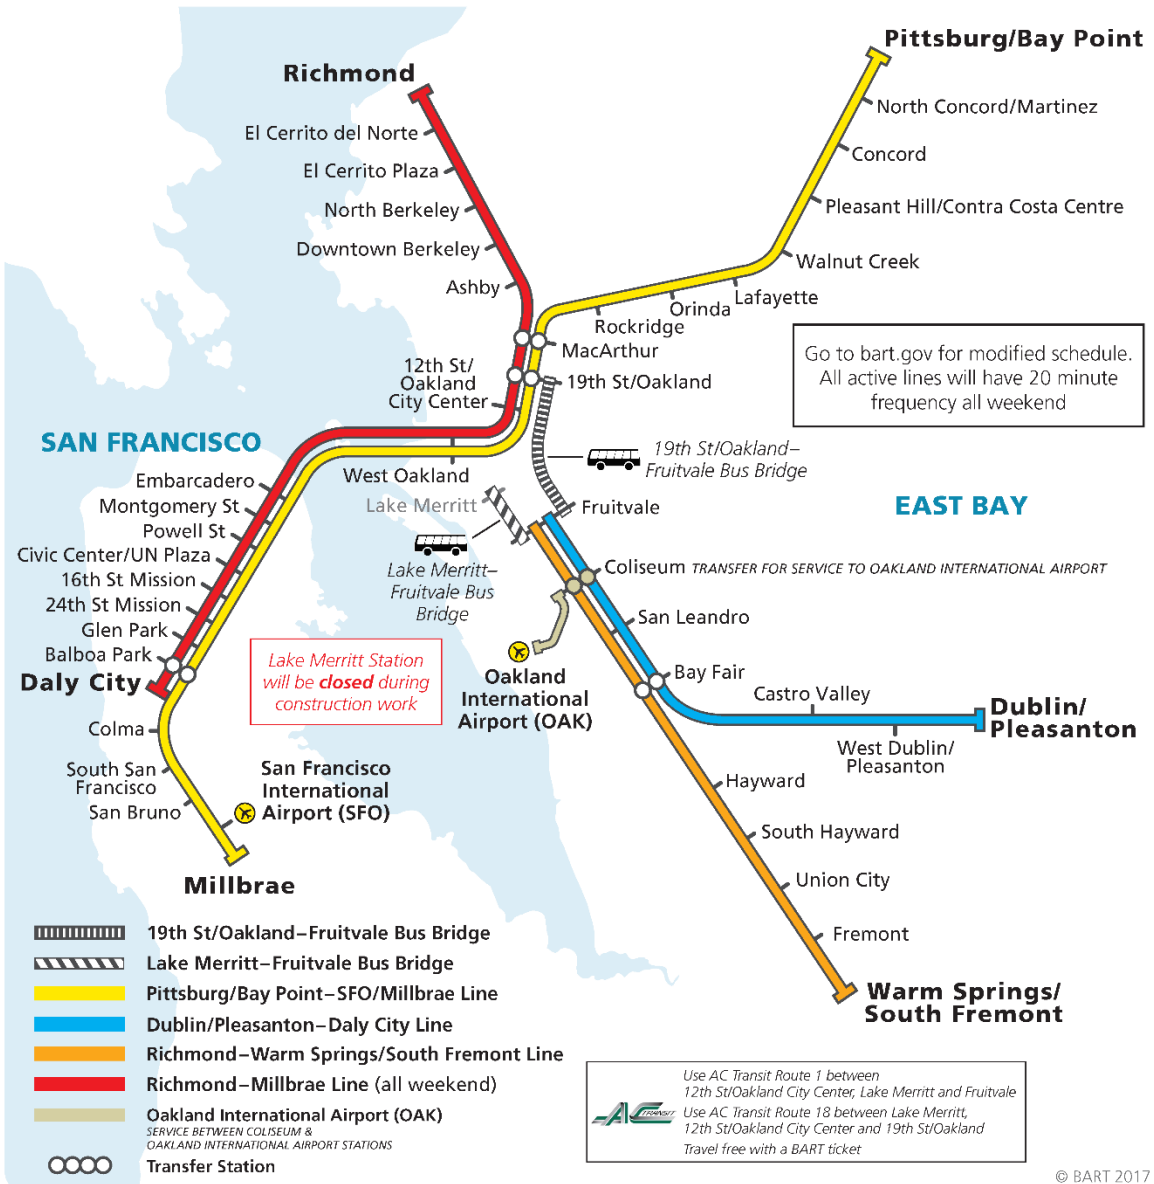 Pittsburg/Bay Point
Richmond
North Concord/Martinez
El Cerrito del Norte
Concord
El Cerrito Plaza
Pleasant Hill/Contra Costa Centre
North Berkeley
Downtown Berkeley
Walnut Creek
Ashby
Lafayette
Orinda
Rockridge
MacArthur
12th St/
Oakland
City Center
19th St/Oakland
Go to bart.gov for modified schedule.
All active lines will have 20 minute
frequency all weekend
SAN FRANCISCO
19th St/Oakland–
Fruitvale Bus Bridge
West Oakland
Embarcadero
Montgomery St
Powell St
Civic Center/UN Plaza
16th St Mission
24th St Mission
Glen Park
Balboa Park
Daly City
Lake Merritt
Fruitvale
EAST BAY
Lake Merritt–
Fruitvale Bus
Bridge
Coliseum TRANSFER FOR SERVICE TO OAKLAND INTERNATIONAL AIRPORT
San Leandro
Lake Merritt Station
will be closed during
construction work
Oakland
International
Airport (OAK)
Bay Fair
Castro Valley
Dublin/
Pleasanton
West Dublin/
Pleasanton
Colma
South San
Francisco
San Bruno
San Francisco
International
Airport (SFO)
Millbrae
Hayward
South Hayward
Union City
Fremont
Warm Springs/
South Fremont
19th St/Oakland–Fruitvale Bus Bridge
Lake Merritt–Fruitvale Bus Bridge
Pittsburg/Bay Point–SFO/Millbrae Line
Dublin/Pleasanton–Daly City Line
Richmond–Warm Springs/South Fremont Line
Richmond–Millbrae Line (all weekend)
Oakland International Airport (OAK)
SERVICE BETWEEN COLISEUM &
OAKLAND INTERNATIONAL AIRPORT STATIONS
Transfer Station
AC TRANSIT
Use AC Transit Route 1 between
12th St/Oakland City Center, Lake Merritt and Fruitvale
Use AC Transit Route 18 between Lake Merritt,
12th St/Oakland City Center and 19th St/Oakland
Travel free with a BART ticket
© BART 2017